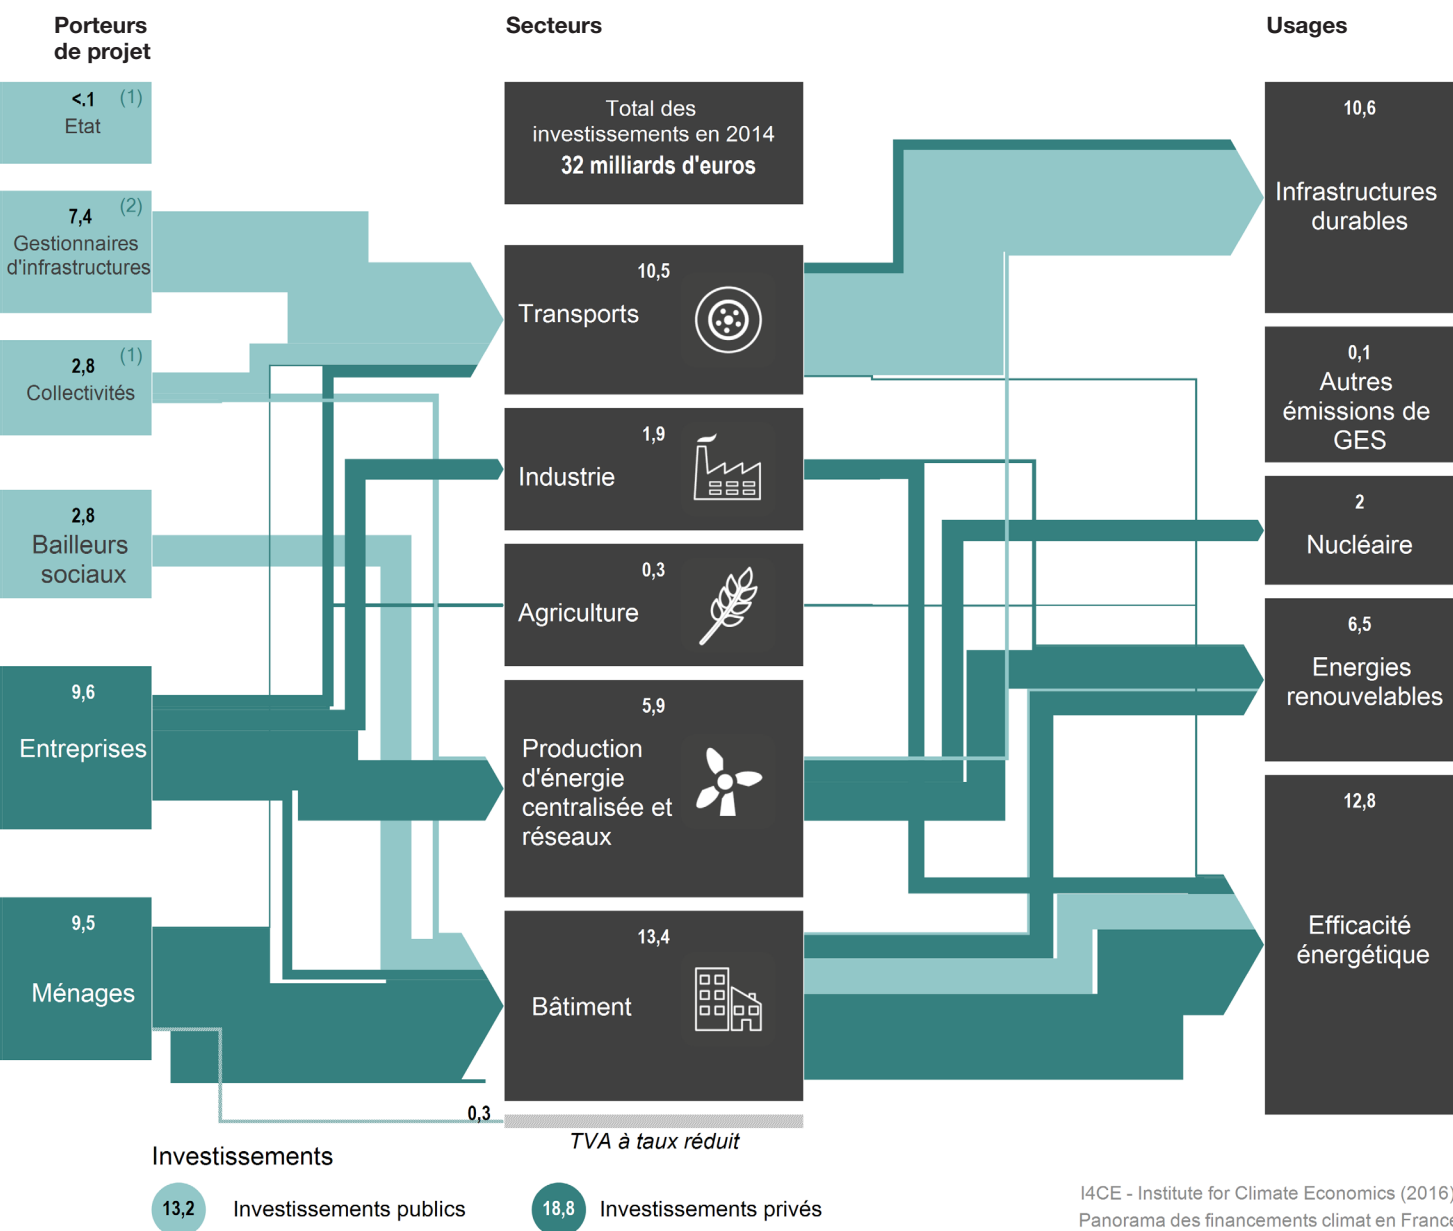 Porteurs
de projet
Secteurs
Usages
<.1 (1)
Etat
7,4 (2)
Gestionnaires
d'infrastructures
2,8 (1)
Collectivités
2,8
Bailleurs
sociaux
9,6
Entreprises
9,5
Ménages
Total des
investissements en 2014
32 milliards d'euros
10,5
Transports
1,9
Industrie
0,3
Agriculture
5,9
Production
d'énergie
centralisée et
réseaux
13,4
Bâtiment
0,3
TVA à taux réduit
10,6
Infrastructures
durables
0,1
Autres
émissions de
GES
2
Nucléaire
6,5
Energies
renouvelables
12,8
Efficacité
énergétique
Investissements
13,2 Investissements publics
18,8 Investissements privés
I4CE - Institute for Climate Economics (2016)
Panorama des financements climat en France